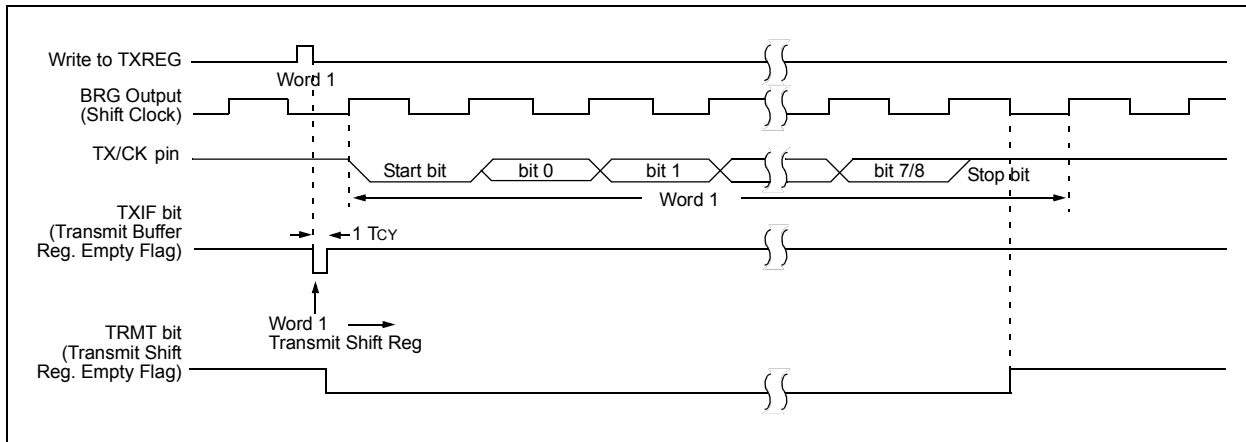 Write to TXREG
Word 1
BRG Output
(Shift Clock)
TX/CK pin
Start bit
bit 0
bit 1
bit 7/8
Stop bit
Word 1
TXIF bit
(Transmit Buffer
Reg. Empty Flag)
1 TCY
Word 1
Transmit Shift Reg
TRMT bit
(Transmit Shift
Reg. Empty Flag)